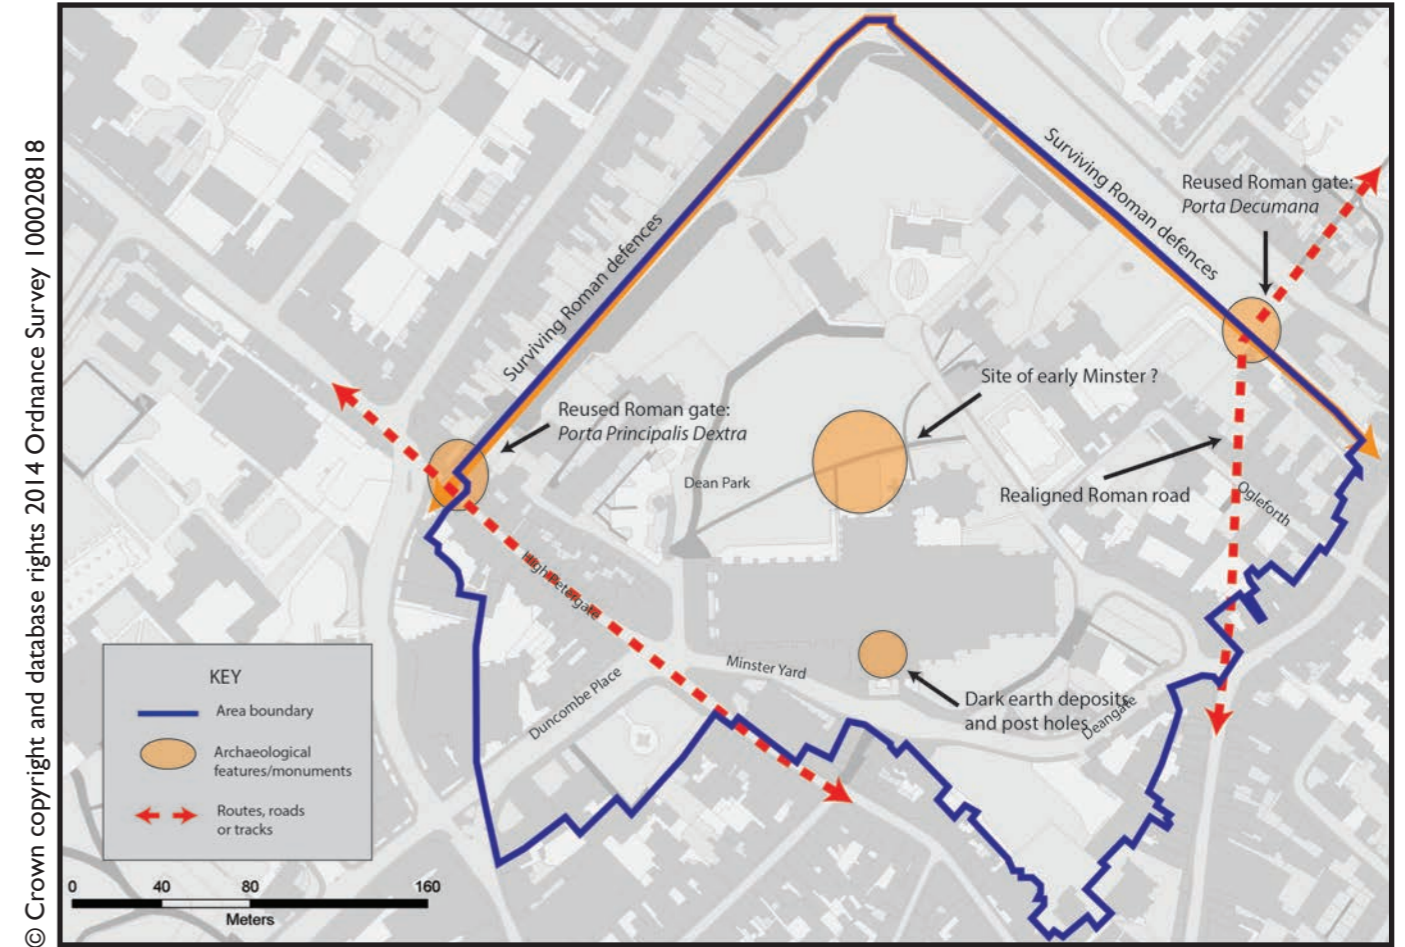 © Crown copyright and database rights 2014 Ordnance Survey 100020818
Surviving Roman defences
Surviving Roman defences
Reused Roman gate:
Porta Decumana
Site of early Minster ?
Reused Roman gate:
Porta Principalis Dextra
Dean Park
Realigned Roman road
Ogleforth
High Petergate
Minster Yard
Duncombe Place
Dark earth deposits
and post holes
Deangate
KEY
Area boundary
Archaeological
features/monuments
Routes, roads
or tracks
0 40 80 160
Meters